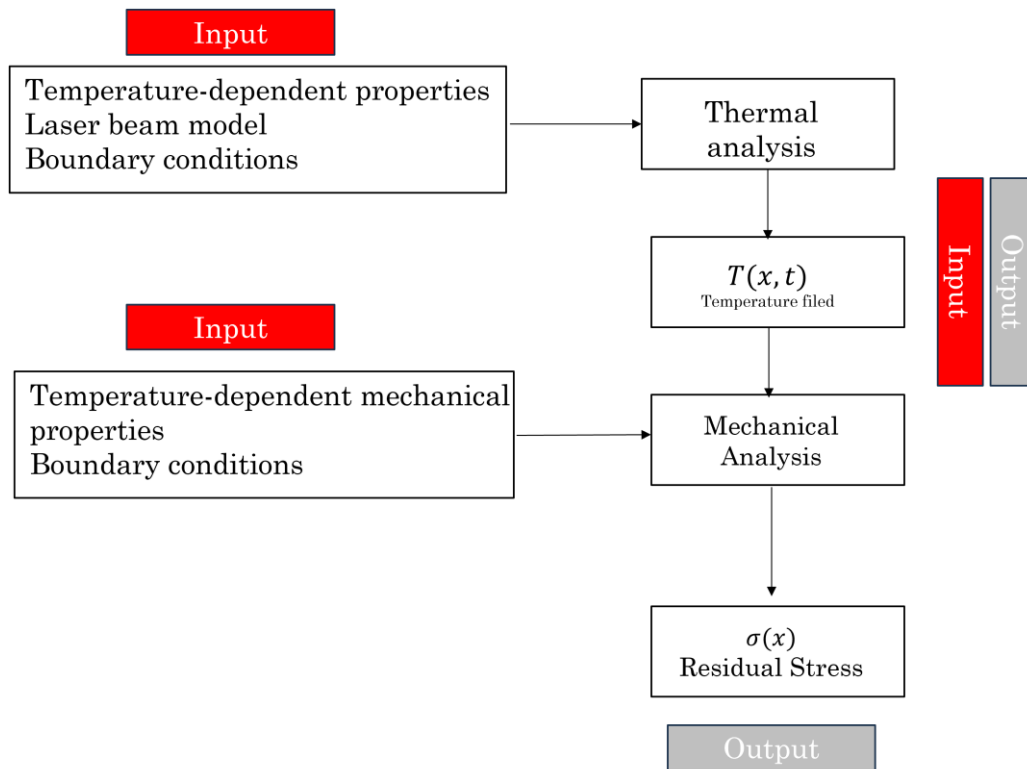 Input
Temperature-dependent properties
Laser beam model
Boundary conditions
Thermal
analysis
T(x, t)
Temperature filed
Input
Output
Input
Temperature-dependent mechanical
properties
Boundary conditions
Mechanical
Analysis
σ(x)
Residual Stress
Output